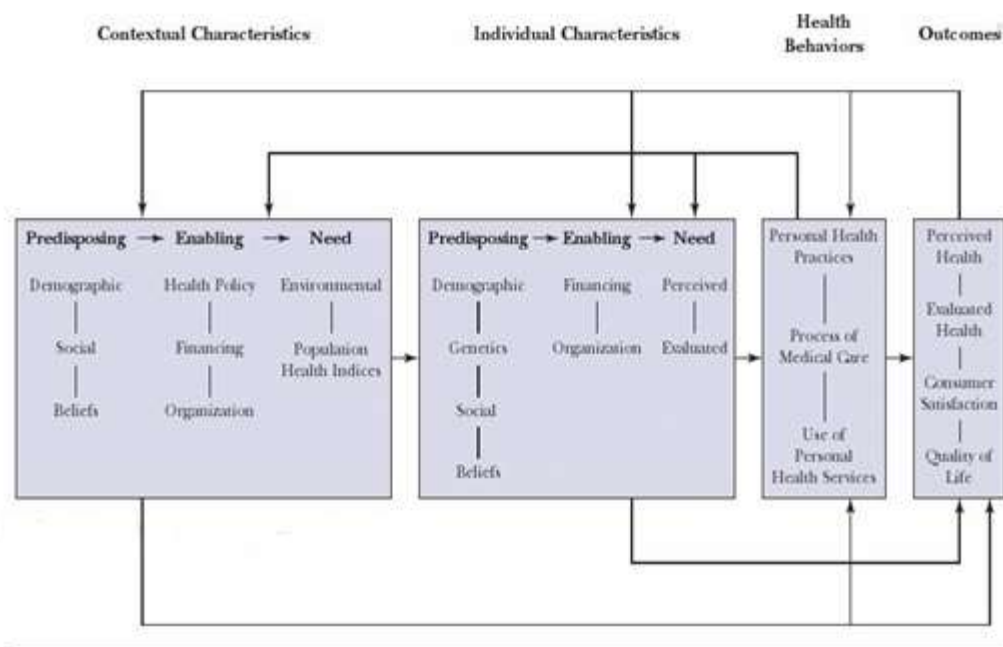 Contextual Characteristics
Individual Characteristics
Health
Behaviors
Outcomes
Predisposing → Enabling → Need
Demographic
Social
Beliefs
Health Policy
Financing
Organization
Environmental
Population
Health Indices
Predisposing → Enabling → Need
Demographic
Genetics
Social
Beliefs
Financing
Organization
Perceived
Evaluated
Personal Health
Practices
Process of
Medical Care
Use of
Personal
Health Services
Perceived
Health
Evaluated
Health
Consumer
Satisfaction
Quality of
Life